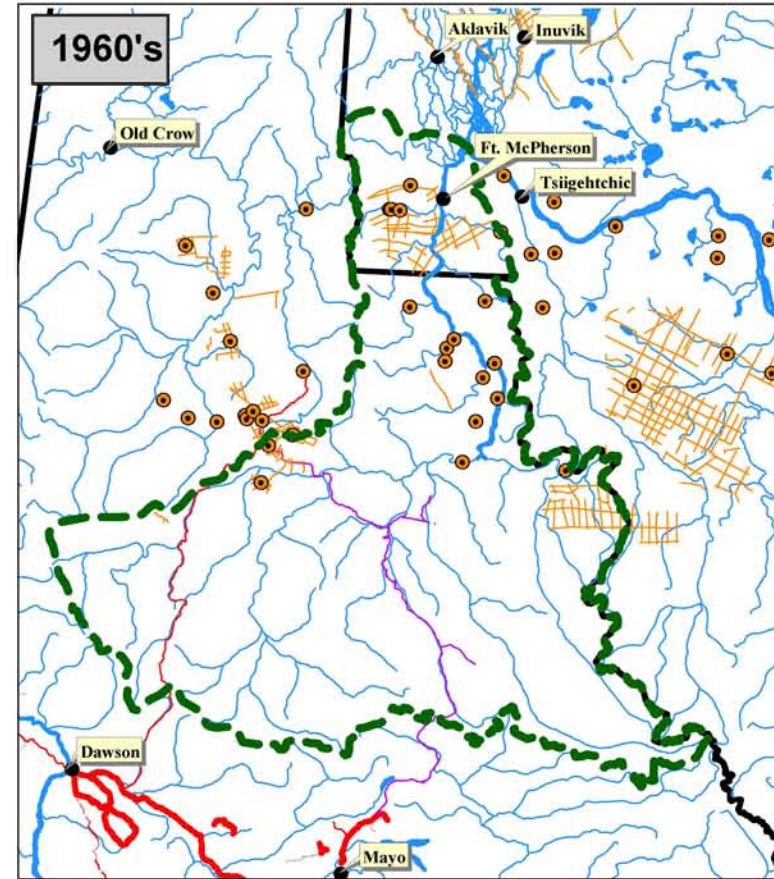 1960's
Aklavik
Inuvik
Old Crow
Ft. McPherson
Tsiigehtchic
Dawson
Mayo